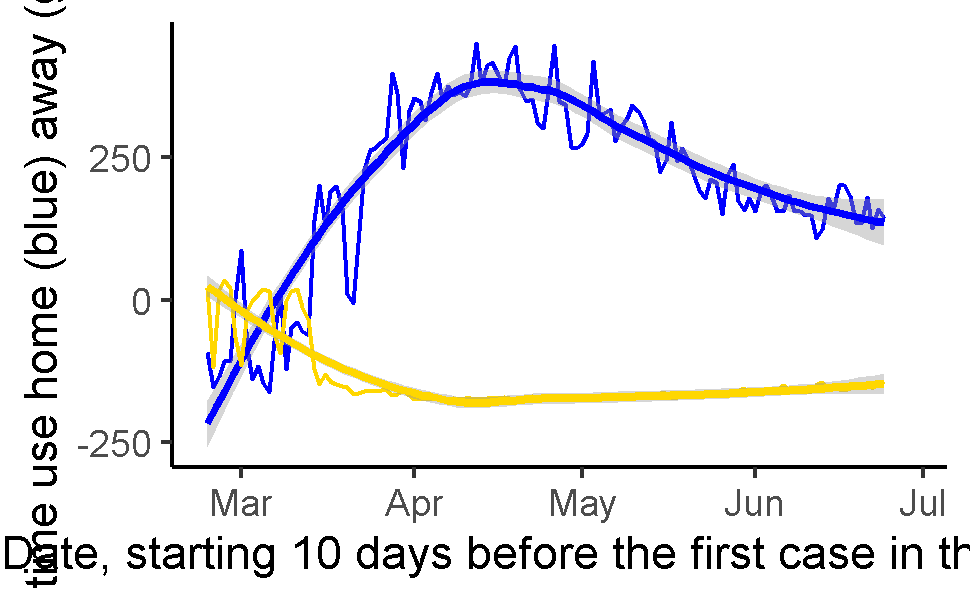 time use home (blue) away (
250
0
-250
Mar Apr May Jun Jul
Date, starting 10 days before the first case in th